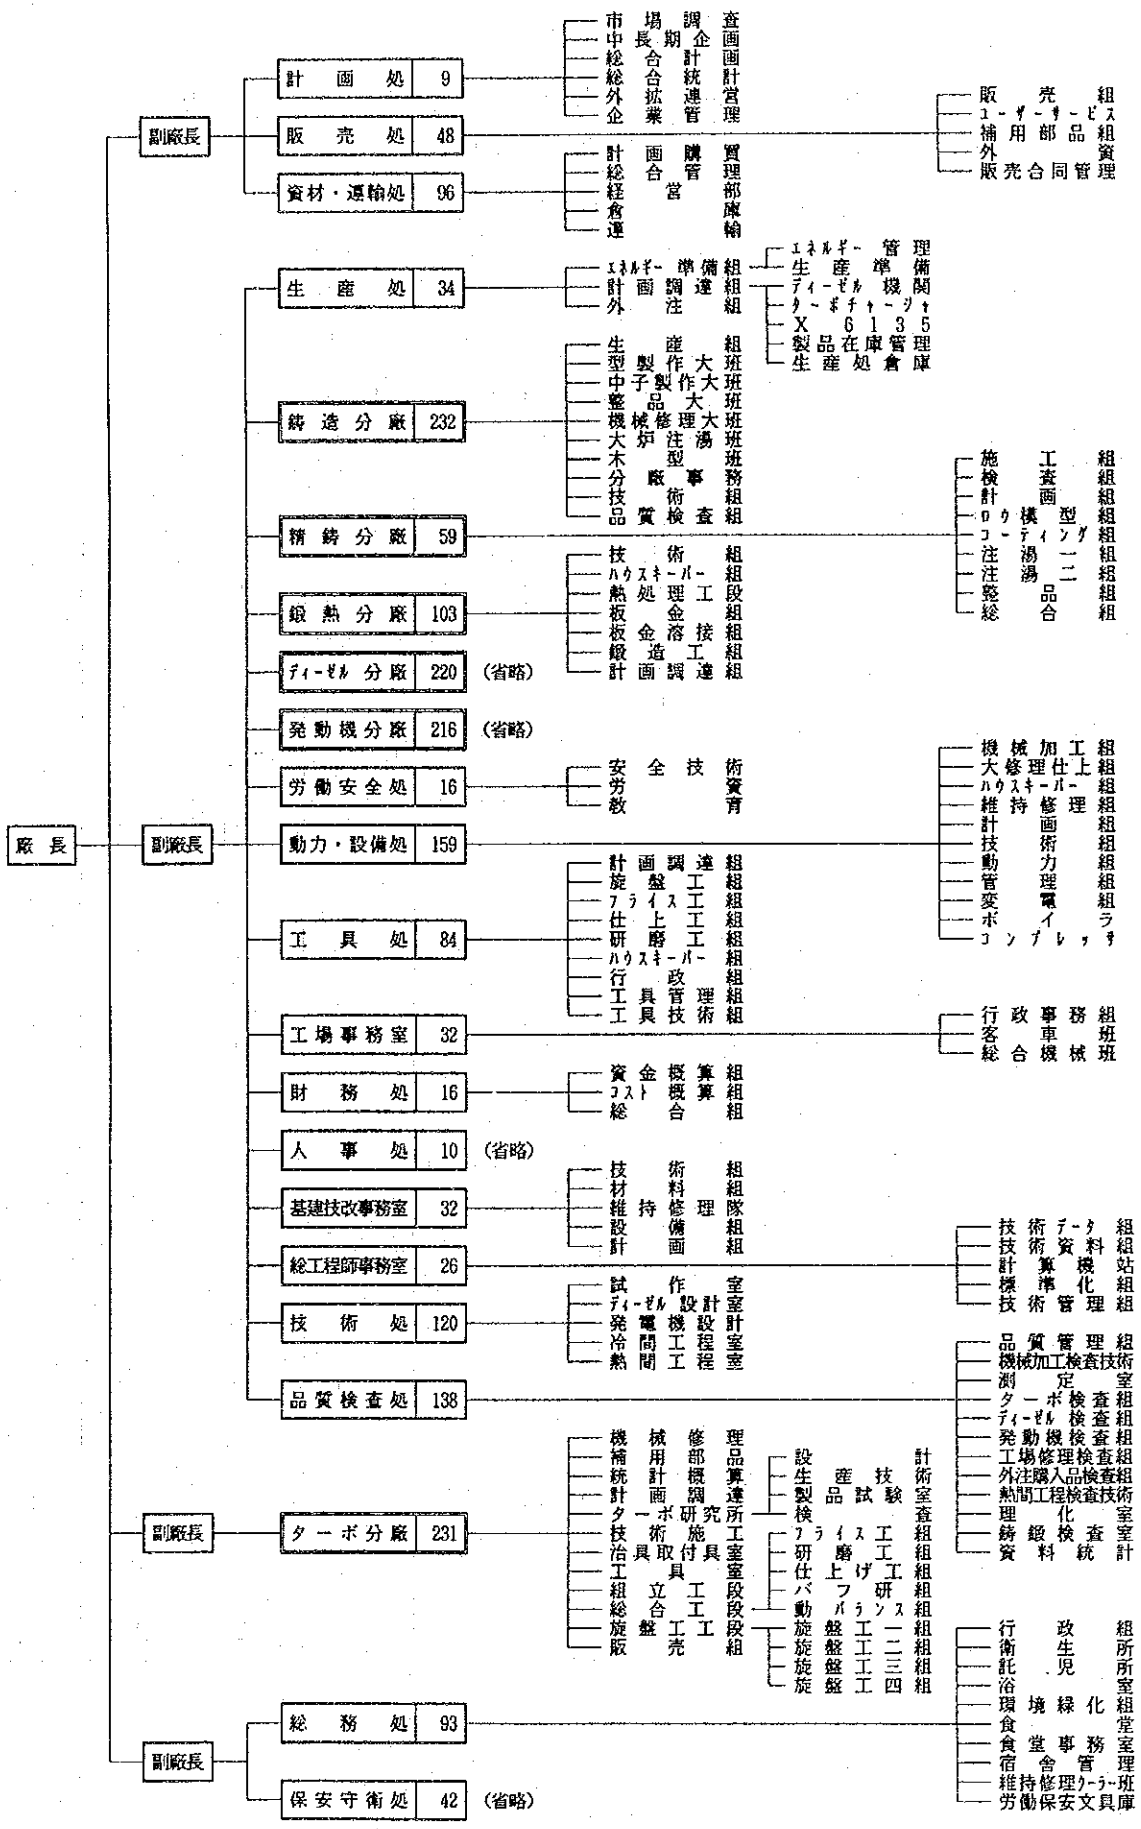 廠長
副廠長
計画処 9
市場調査
中長期企画
総合計画
総合統計
外拡連営
企業管理
販売処 48
販売組
ユーザーサービス
補用部品組
外資
販売合同管理
資材・運輸処 96
計画購買
総合管理
経営部
倉庫
運輸
副廠長
生産処 34
エネルギー準備組
エネルギー管理
生産準備
計画調達組
ディーゼル機関
ターボチャージャ
X6135
製品在庫管理
生産処倉庫
外注組
鋳造分廠 232
生産組
型製作大班
中子製作大班
整品大班
機械修理大班
大炉注湯班
木型班
分廠事務
技術組
品質検査組
精鋳分廠 59
施工組
検査組
計画組
ロウ模型組
コーティング組
注湯一組
注湯二組
整品組
総合組
鍛熱分廠 103
技術組
ハウスキーパー組
熱処理工段
板金組
板金溶接組
鍛造工組
計画調達組
ディーゼル分廠 220 (省略)
発動機分廠 216 (省略)
労働安全処 16
安全技術
労資
教育
動力・設備処 159
機械加工組
大修理仕上組
ハウスキーパー組
維持修理組
計画組
技術組
動力組
管理組
変電組
ボイラ
コンプレッサ
工具処 84
計画調達組
旋盤工組
フライス工組
仕上工組
研磨工組
ハウスキーパー組
行政組
工具管理組
工具技術組
工場事務室 32
行政事務組
客車班
総合機械班
財務処 16
資金概算組
コスト概算組
総合組
人事処 10 (省略)
基建技改事務室 32
技術組
材料組
維持修理隊
設備組
計画組
総工程師事務室 26
技術データ組
技術資料組
計算機站
標準化組
技術管理組
技術処 120
試作室
ディーゼル設計室
発電機設計
冷間工程室
熱間工程室
品質検査処 138
品質管理組
機械加工検査技術
測定室
ターボ検査組
ディーゼル検査組
発動機検査組
工場修理検査組
外注購入品検査組
熱間工程検査技術
理化室
鋳鍛検査室
資料統計
副廠長
ターボ分廠 231
機械修理
補用部品
統計概算
計画調達
ターボ研究所
設計
生産技術
製品試験室
検査
技術施工
冶具取付具室
工具室
組立工段
総合工段
フライス工組
研磨工組
仕上げ工組
バフ研組
動バランス組
旋盤工工段
旋盤工一組
旋盤工二組
旋盤工三組
旋盤工四組
販売組
副廠長
総務処 93
行政組
衛生所
託児所
浴室
環境緑化組
食堂
食堂事務室
宿舎管理
維持修理クーラー班
労働保安文具庫
保安守衛処 42 (省略)